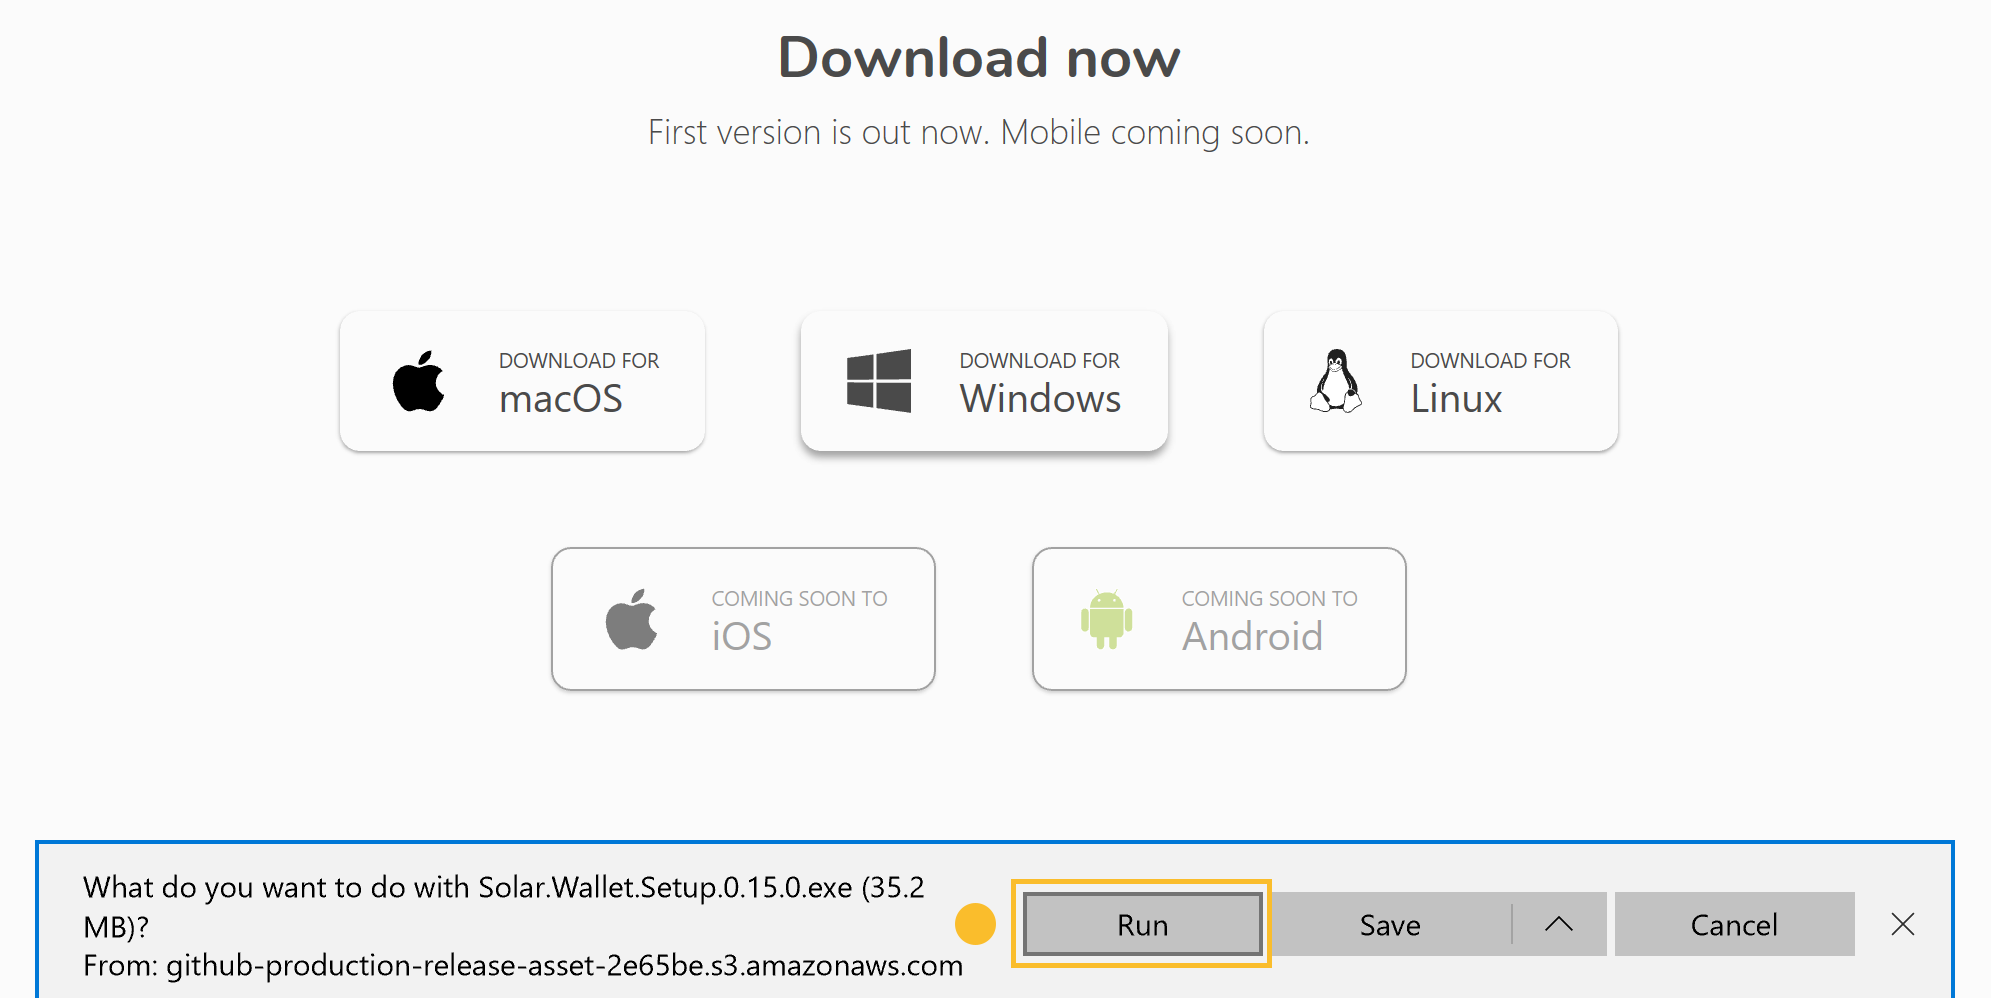 Download now
First version is out now. Mobile coming soon.
DOWNLOAD FOR
macOS
DOWNLOAD FOR
Windows
DOWNLOAD FOR
Linux
COMING SOON TO
iOS
COMING SOON TO
Android
What do you want to do with Solar.Wallet.Setup.0.15.0.exe (35.2
MB)?
From: github-production-release-asset-2e65be.s3.amazonaws.com
Run
Save
Cancel